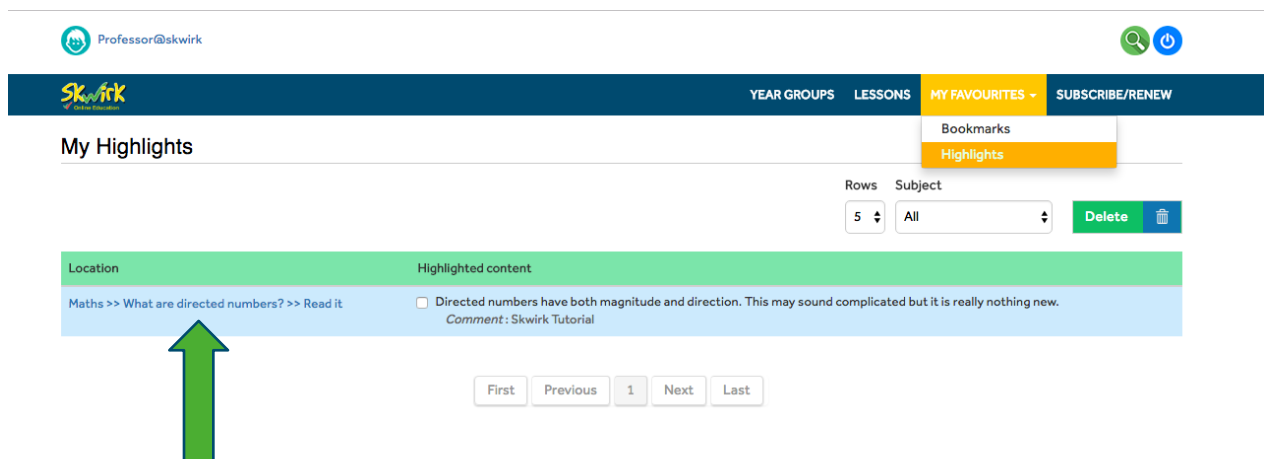 Professor@skwirk
Skwirk
Online Education
YEAR GROUPS LESSONS MY FAVOURITES SUBSCRIBE/RENEW
Bookmarks
Highlights
My Highlights
Rows Subject
5 All Delete
Location Highlighted content
Maths >> What are directed numbers? >> Read it Directed numbers have both magnitude and direction. This may sound complicated but it is really nothing new.
Comment : Skwirk Tutorial
First Previous 1 Next Last